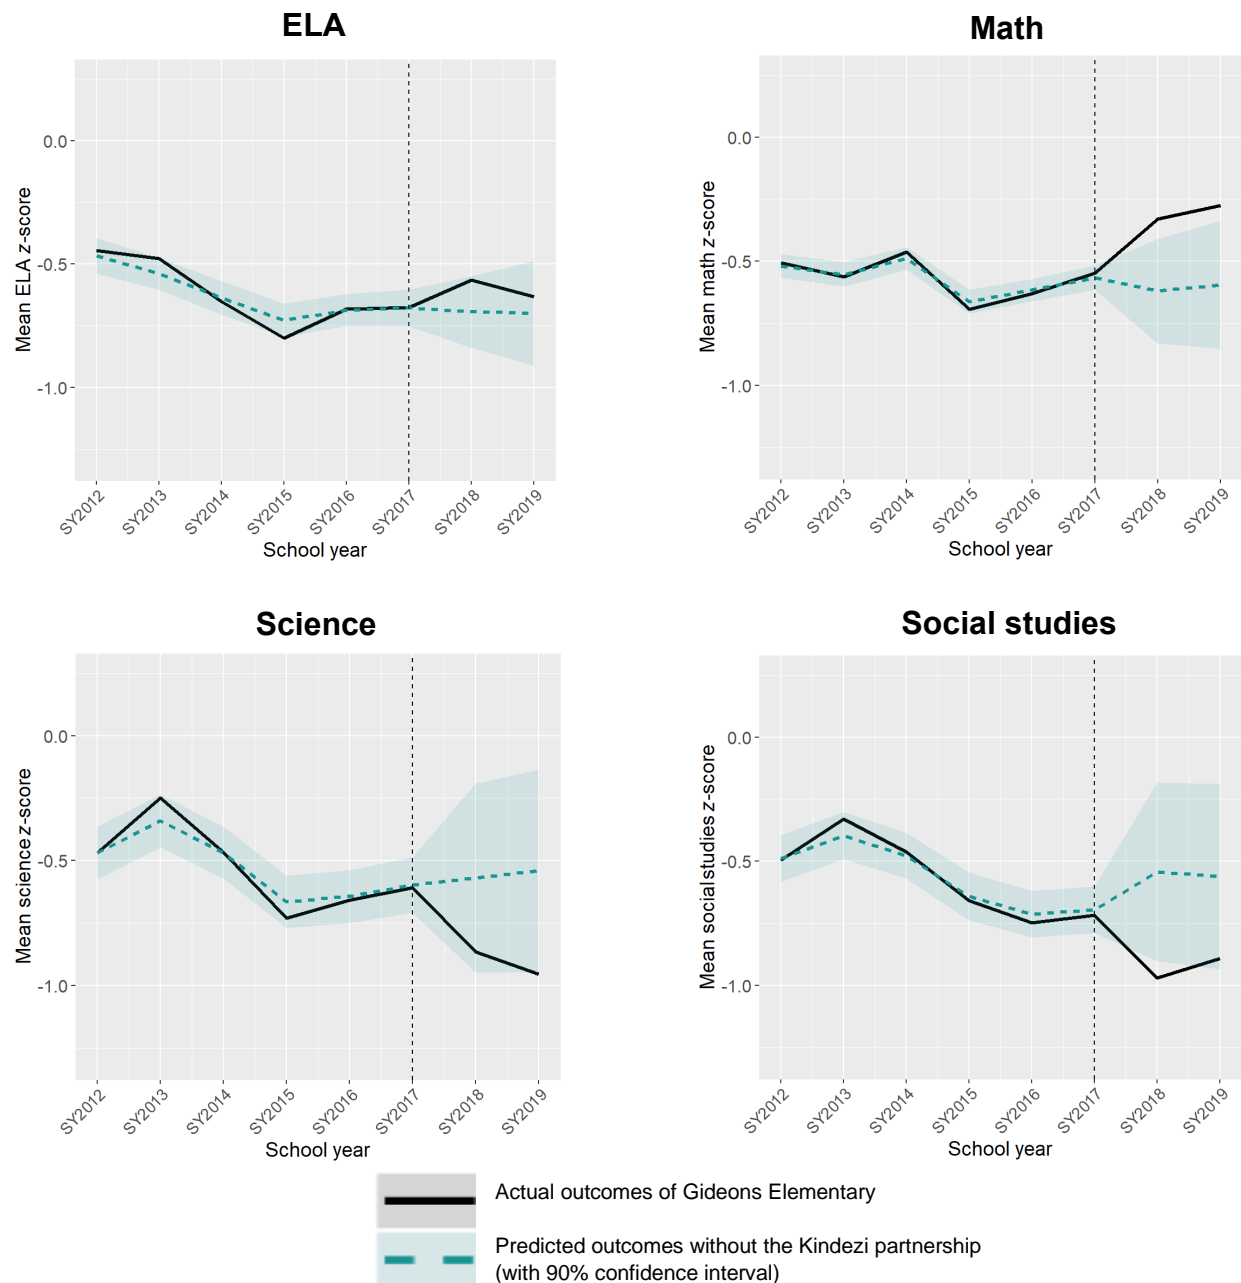 ELA
Math
Mean ELA z-score
0.0
-0.5
-1.0
SY2012
SY2013
SY2014
SY2015
SY2016
SY2017
SY2018
SY2019
School year
Mean math z-score
0.0
-0.5
-1.0
SY2012
SY2013
SY2014
SY2015
SY2016
SY2017
SY2018
SY2019
School year
Science
Social studies
Mean science z-score
0.0
-0.5
-1.0
SY2012
SY2013
SY2014
SY2015
SY2016
SY2017
SY2018
SY2019
School year
Mean social studies z-score
0.0
-0.5
-1.0
SY2012
SY2013
SY2014
SY2015
SY2016
SY2017
SY2018
SY2019
School year
Actual outcomes of Gideons Elementary
Predicted outcomes without the Kindezi partnership
(with 90% confidence interval)